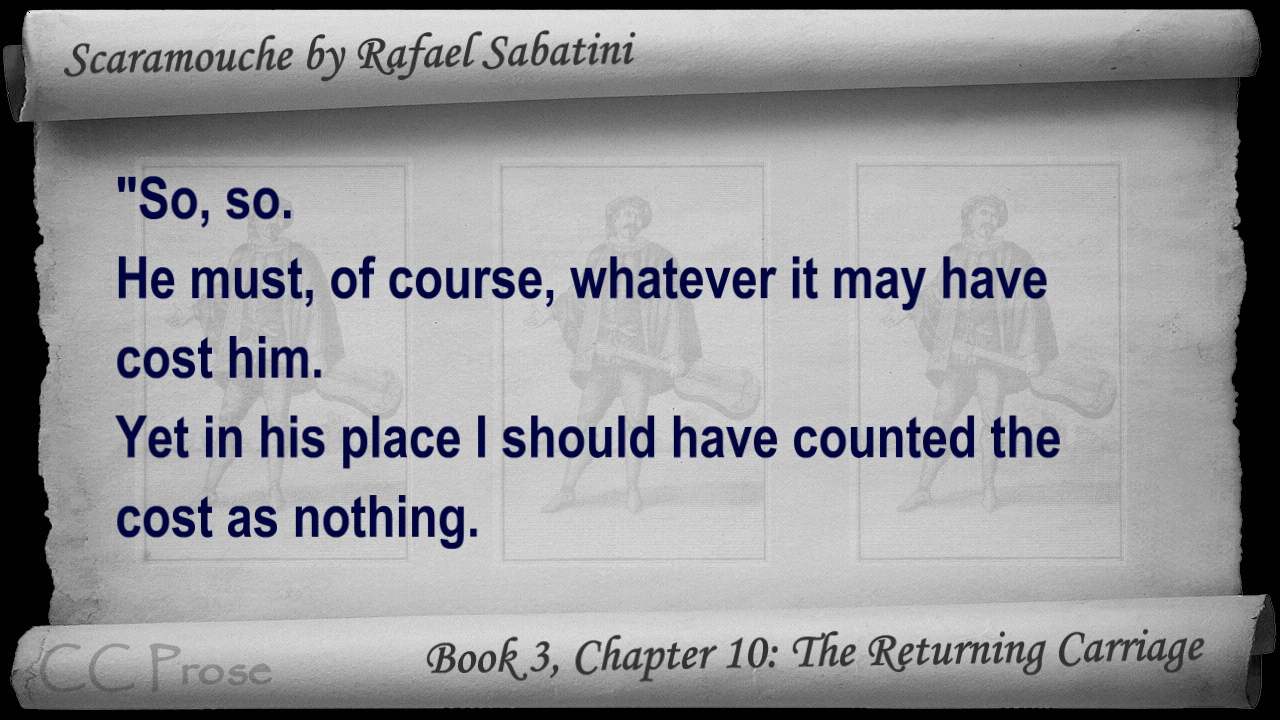 Scaramouche by Rafael Sabatini
"So, so.
He must, of course, whatever it may have
cost him.
Yet in his place I should have counted the
cost as nothing.
CC Prose
Book 3, Chapter 10: The Returning Carriage